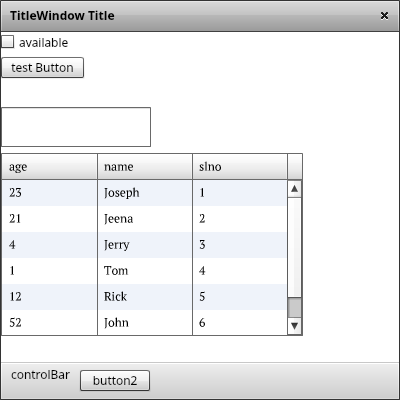 TitleWindow Title
available
test Button
age name slno
23 Joseph 1
21 Jeena 2
4 Jerry 3
1 Tom 4
12 Rick 5
52 John 6
controlBar button2